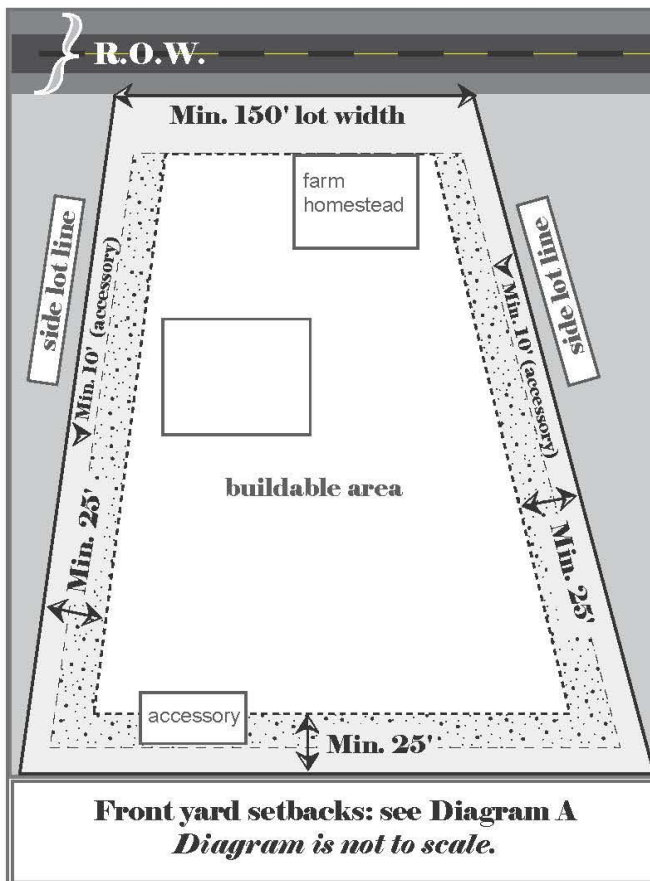 R.O.W.
Min. 150' lot width
farm
homestead
side lot line
Min. 10' (accessory)
side lot line
Min. 10' (accessory)
buildable area
Min. 25'
Min. 25'
accessory
Min. 25'
Front yard setbacks: see Diagram A
Diagram is not to scale.